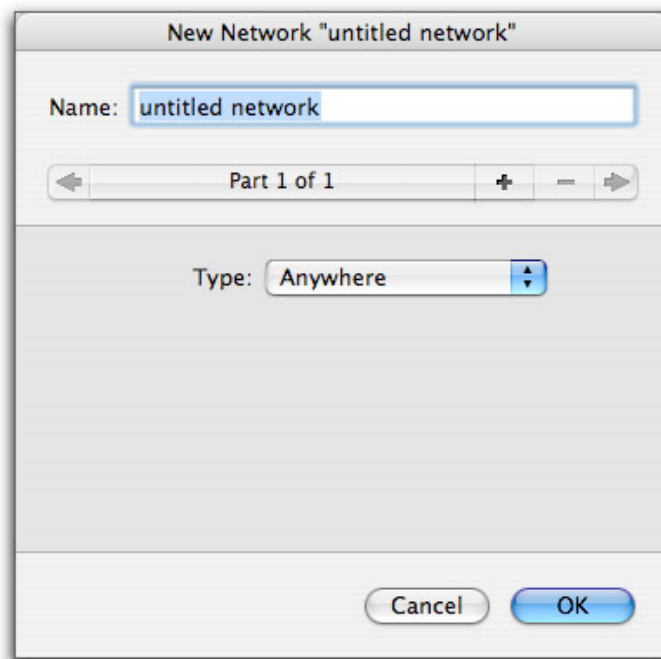 New Network "untitled network"
Name: untitled network
Part 1 of 1
Type: Anywhere
Cancel OK